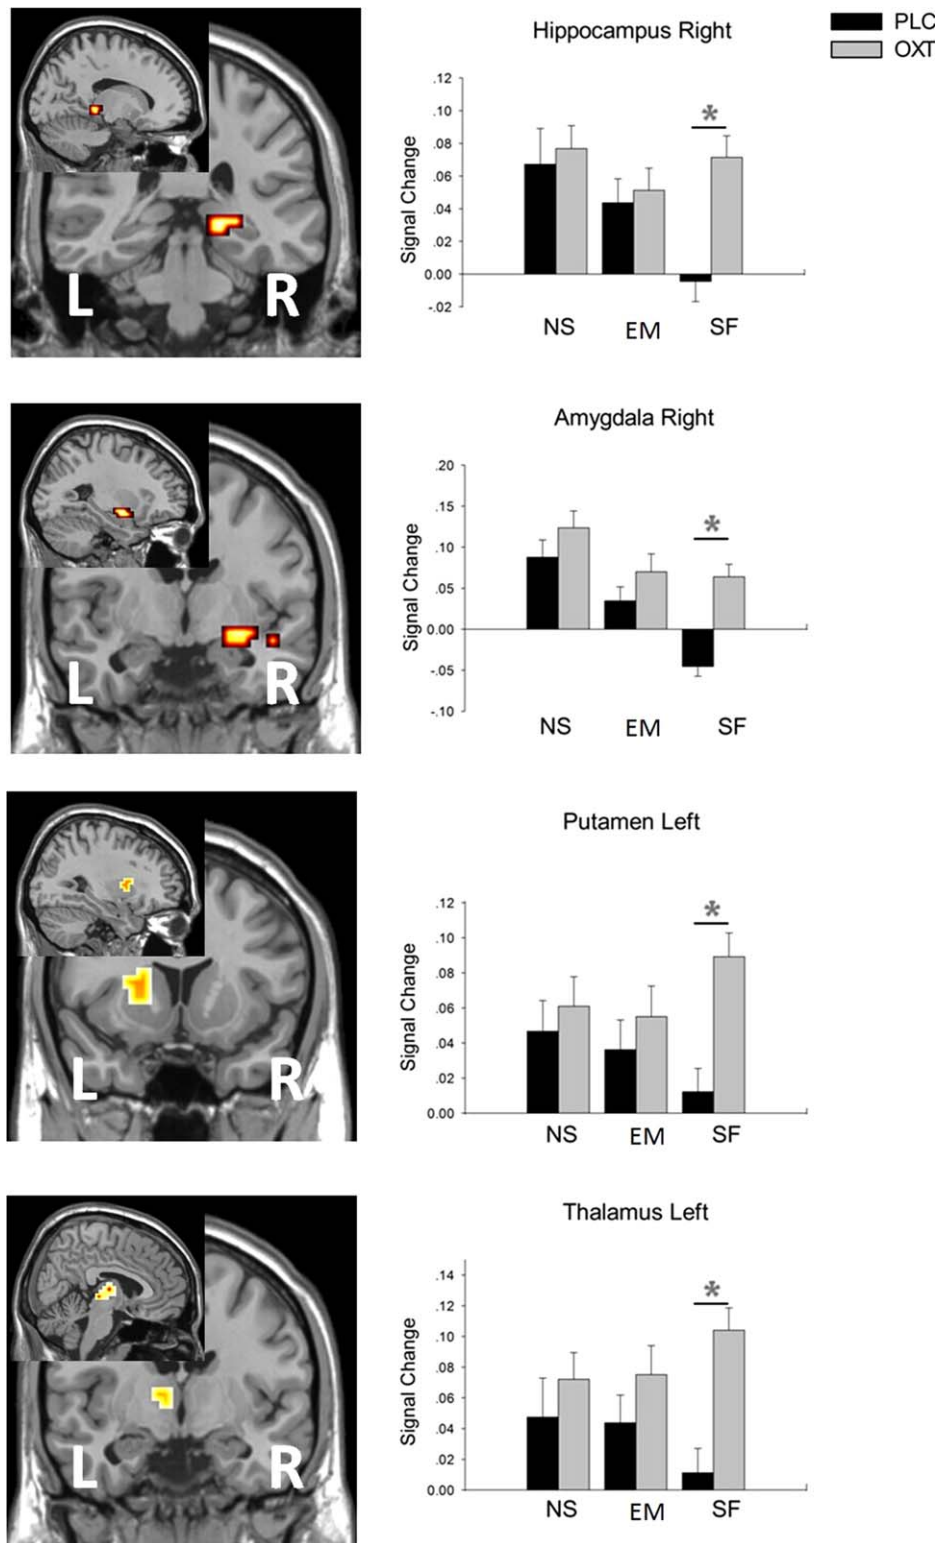 Hippocampus Right
PLC
OXT
Signal Change
.12
.10
.08
.06
.04
.02
0.00
-.02
*
NS EM SF
L R
Amygdala Right
Signal Change
.20
.15
.10
.05
0.00
-.05
-.10
*
NS EM SF
L R
Putamen Left
Signal Change
.12
.10
.08
.06
.04
.02
0.00
*
NS EM SF
L R
Thalamus Left
Signal Change
.14
.12
.10
.08
.06
.04
.02
0.00
*
NS EM SF
L R